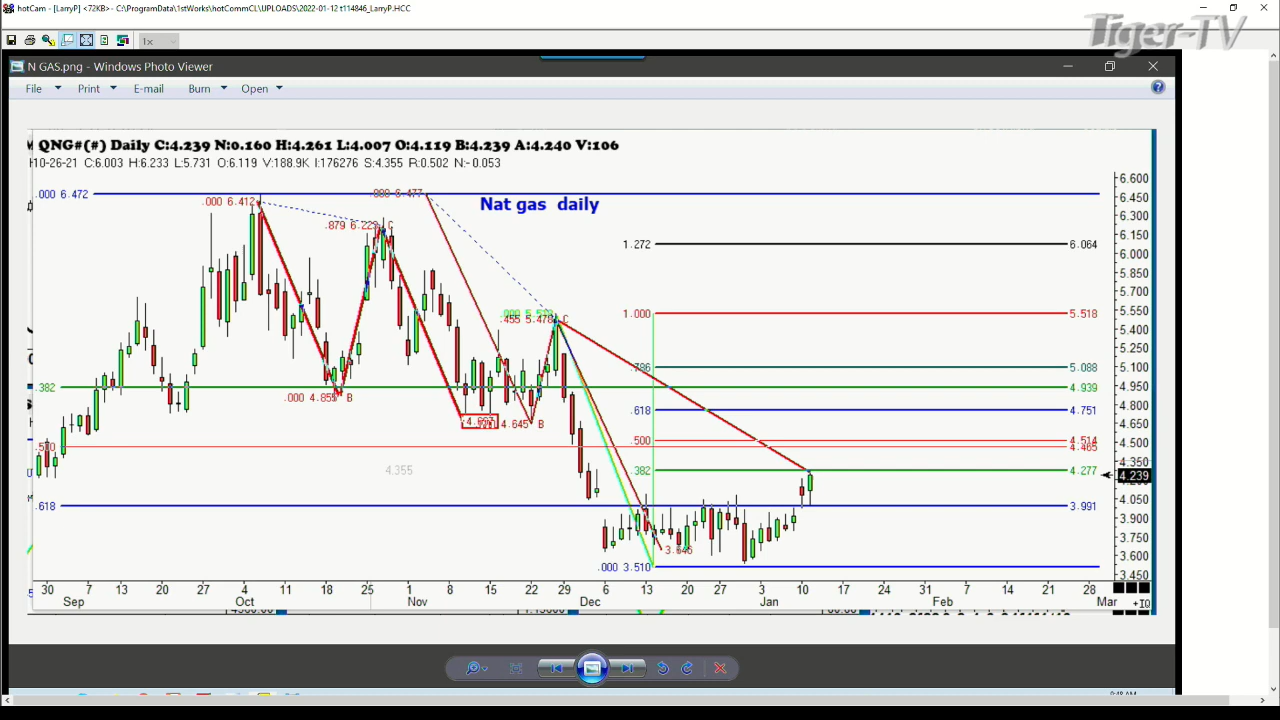 hotCam - [LarryP] <72KB>- C:\ProgramData\1stWorks\hotCommCL\UPLOADS\2022-01-12 t114846_LarryP.HCC
Tiger-TV
1x
N GAS.png - Windows Photo Viewer
File Print E-mail Burn Open
QNG#(#) Daily C:4.239 N:0.160 H:4.261 L:4.007 O:4.119 B:4.239 A:4.240 V:106
10-26-21 C:6.003 H:6.233 L:5.731 O:6.119 V:188.9K I:176276 S:4.355 R:0.502 N:-0.053
.000 6.472
.000 6.412
.000 6.477
Nat gas daily
.879 6.223 C
1.272 6.064
.000 5.518
.455 5.478 C
1.000 5.518
.786 5.088
.382 4.939
.000 4.855 B
4.667
4.645 B
.618 4.751
.500 4.514
.500 4.465
4.355
.382 4.277
4.239
.618 3.991
3.646
.000 3.510
6.600
6.450
6.300
6.150
6.000
5.850
5.700
5.550
5.400
5.250
5.100
4.950
4.800
4.650
4.500
4.350
4.050
3.900
3.750
3.600
3.450
30 7 13 20 27 4 11 18 25 1 8 15 22 29 6 13 20 27 3 10 17 24 31 7 14 21 28
Sep Oct Nov Dec Jan Feb Mar